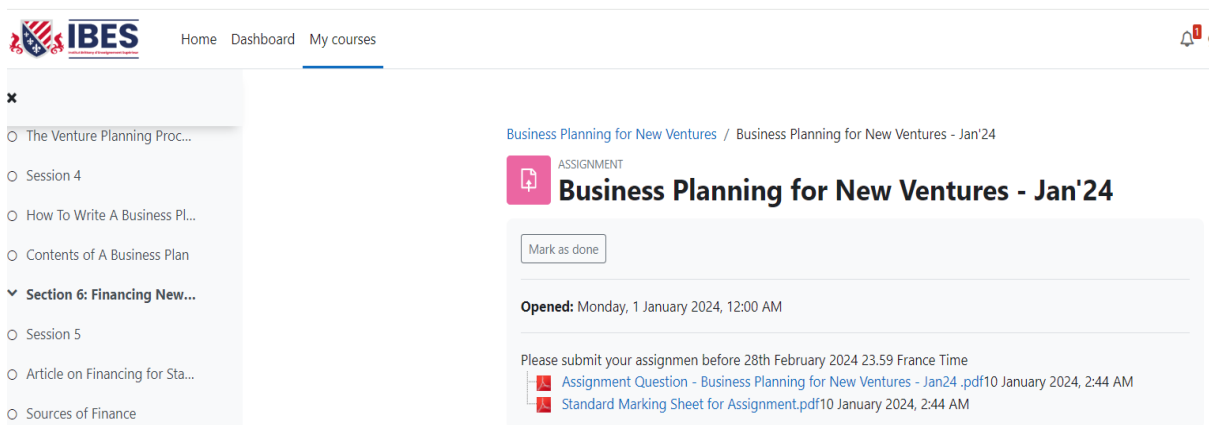 IBES
Home Dashboard My courses
1
The Venture Planning Proc...
Session 4
How To Write A Business Pl...
Contents of A Business Plan
Section 6: Financing New...
Session 5
Article on Financing for Sta...
Sources of Finance
Business Planning for New Ventures / Business Planning for New Ventures - Jan'24
ASSIGNMENT
Business Planning for New Ventures - Jan'24
Mark as done
Opened: Monday, 1 January 2024, 12:00 AM
Please submit your assignmen before 28th February 2024 23.59 France Time
Assignment Question - Business Planning for New Ventures - Jan24 .pdf10 January 2024, 2:44 AM
Standard Marking Sheet for Assignment.pdf10 January 2024, 2:44 AM